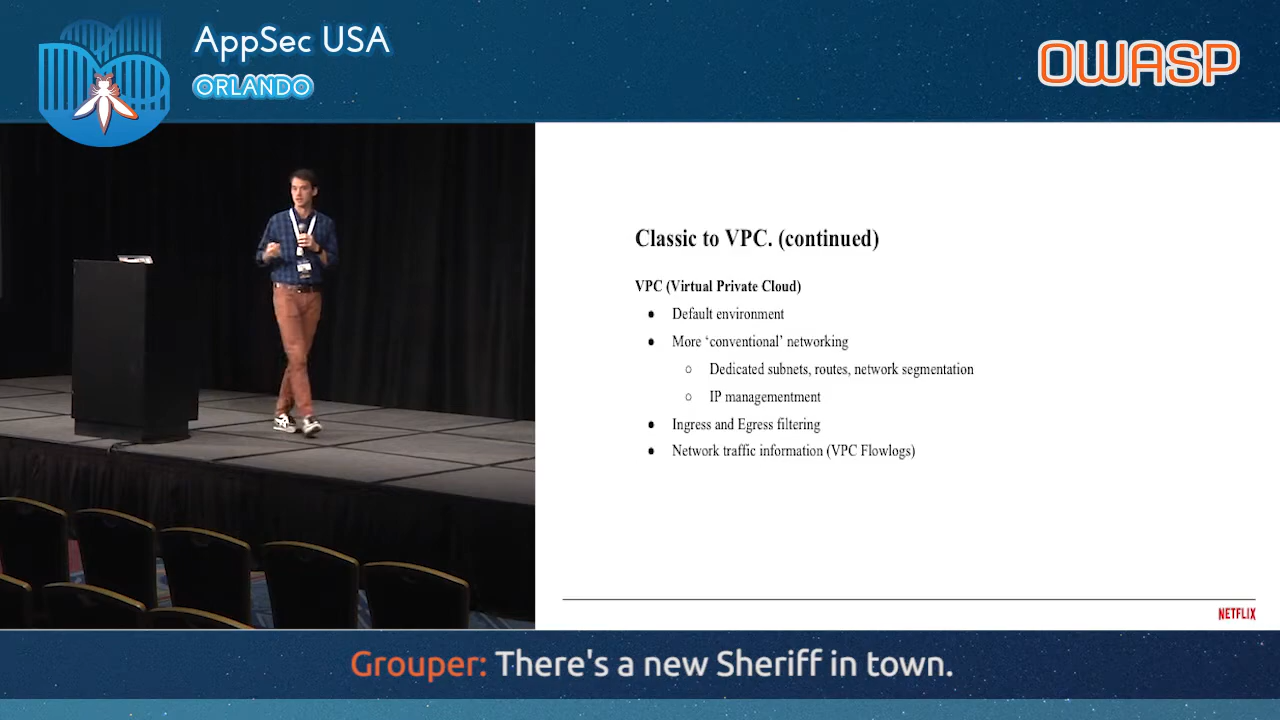 AppSec USA
ORLANDO
OWASP
Classic to VPC. (continued)
VPC (Virtual Private Cloud)
● Default environment
● More ‘conventional’ networking
○ Dedicated subnets, routes, network segmentation
○ IP managementment
● Ingress and Egress filtering
● Network traffic information (VPC Flowlogs)
NETFLIX
Grouper: There's a new Sheriff in town.